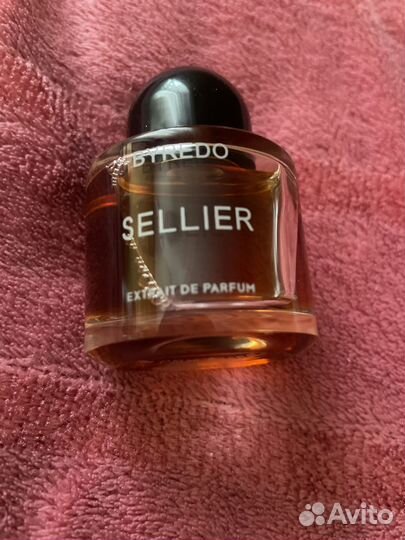 BYREDO
SELLIER
EXTRAIT DE PARFUM
Avito